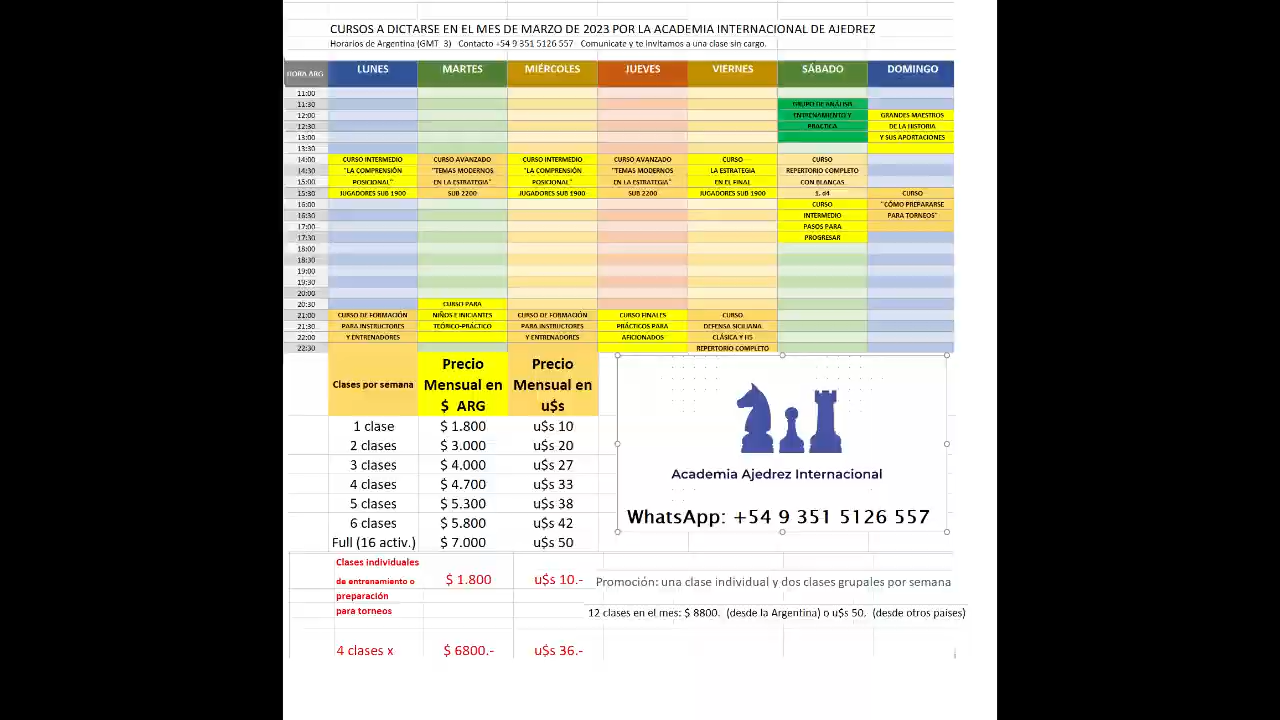 CURSOS A DICTARSE EN EL MES DE MARZO DE 2023 POR LA ACADEMIA INTERNACIONAL DE AJEDREZ
Horarios de Argentina (GMT 3) Contacto +54 9 351 5126 557 Comunicate y te invitamos a una clase sin cargo.
HORA ARG LUNES MARTES MIÉRCOLES JUEVES VIERNES SÁBADO DOMINGO
11:00
11:30 GRUPO DE ANÁLISIS
12:00 ENTRENAMIENTO Y GRANDES MAESTROS
12:30 PRACTICA DE LA HISTORIA
13:00 Y SUS APORTACIONES
13:30
14:00 CURSO INTERMEDIO CURSO AVANZADO CURSO INTERMEDIO CURSO AVANZADO CURSO CURSO
14:30 "LA COMPRENSIÓN "TEMAS MODERNOS "LA COMPRENSIÓN "TEMAS MODERNOS LA ESTRATEGIA REPERTORIO COMPLETO
15:00 POSICIONAL" EN LA ESTRATEGIA" POSICIONAL" EN LA ESTRATEGIA" EN EL FINAL CON BLANCAS
15:30 JUGADORES SUB 1900 SUB 2200 JUGADORES SUB 1900 SUB 2200 JUGADORES SUB 1900 1. d4 CURSO
16:00 CURSO "CÓMO PREPARARSE
16:30 INTERMEDIO PARA TORNEOS"
17:00 PASOS PARA
17:30 PROGRESAR
18:00
18:30
19:00
19:30
20:00
20:30 CURSO PARA
21:00 CURSO DE FORMACIÓN NIÑOS E INICIANTES CURSO DE FORMACIÓN CURSO FINALES CURSO
21:30 PARA INSTRUCTORES TEÓRICO-PRÁCTICO PARA INSTRUCTORES PRÁCTICOS PARA DEFENSA SICILIANA
22:00 Y ENTRENADORES Y ENTRENADORES AFICIONADOS CLÁSICA Y
22:30 REPERTORIO COMPLETO
Clases por semana
Precio
Mensual en
$ ARG
Precio
Mensual en
u$s
1 clase $ 1.800 u$s 10
2 clases $ 3.000 u$s 20
3 clases $ 4.000 u$s 27
4 clases $ 4.700 u$s 33
5 clases $ 5.300 u$s 38
6 clases $ 5.800 u$s 42
Full (16 activ.) $ 7.000 u$s 50
Academia Ajedrez Internacional
WhatsApp: +54 9 351 5126 557
Clases individuales
de entrenamiento o $ 1.800 u$s 10.-
preparación
para torneos
4 clases x $ 6800.- u$s 36.-
Promoción: una clase individual y dos clases grupales por semana
12 clases en el mes: $ 8800. (desde la Argentina) o u$s 50. (desde otros paises)